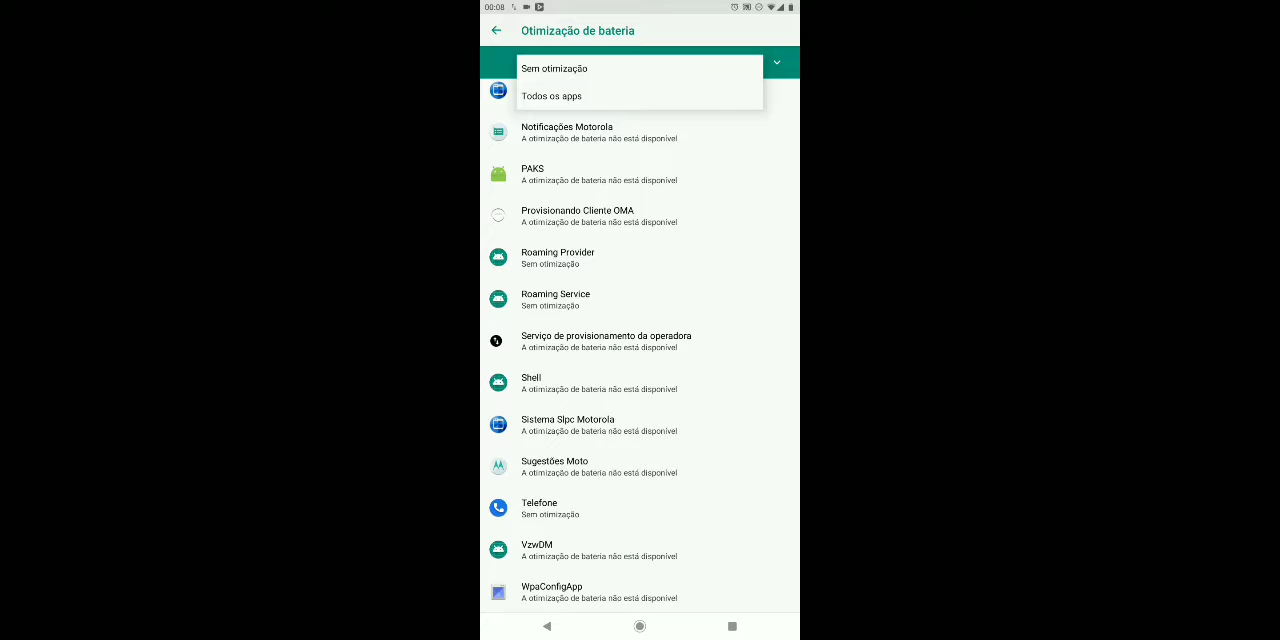 00:08
Otimização de bateria
Sem otimização
Todos os apps
Notificações Motorola
A otimização de bateria não está disponível
PAKS
A otimização de bateria não está disponível
Provisionando Cliente OMA
A otimização de bateria não está disponível
Roaming Provider
Sem otimização
Roaming Service
Sem otimização
Serviço de provisionamento da operadora
A otimização de bateria não está disponível
Shell
A otimização de bateria não está disponível
Sistema Slpc Motorola
A otimização de bateria não está disponível
Sugestões Moto
A otimização de bateria não está disponível
Telefone
Sem otimização
VzwDM
A otimização de bateria não está disponível
WpaConfigApp
A otimização de bateria não está disponível